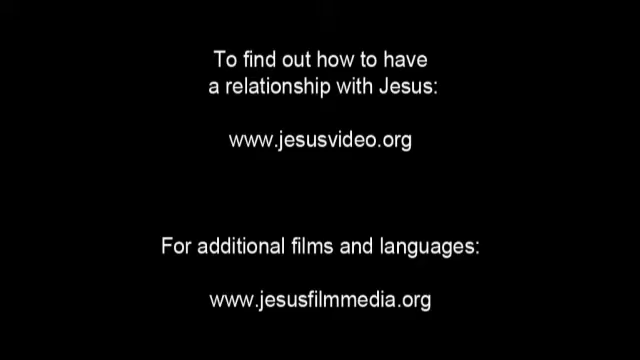 To find out how to have
a relationship with Jesus:
www.jesusvideo.org
For additional films and languages:
www.jesusfilmmedia.org